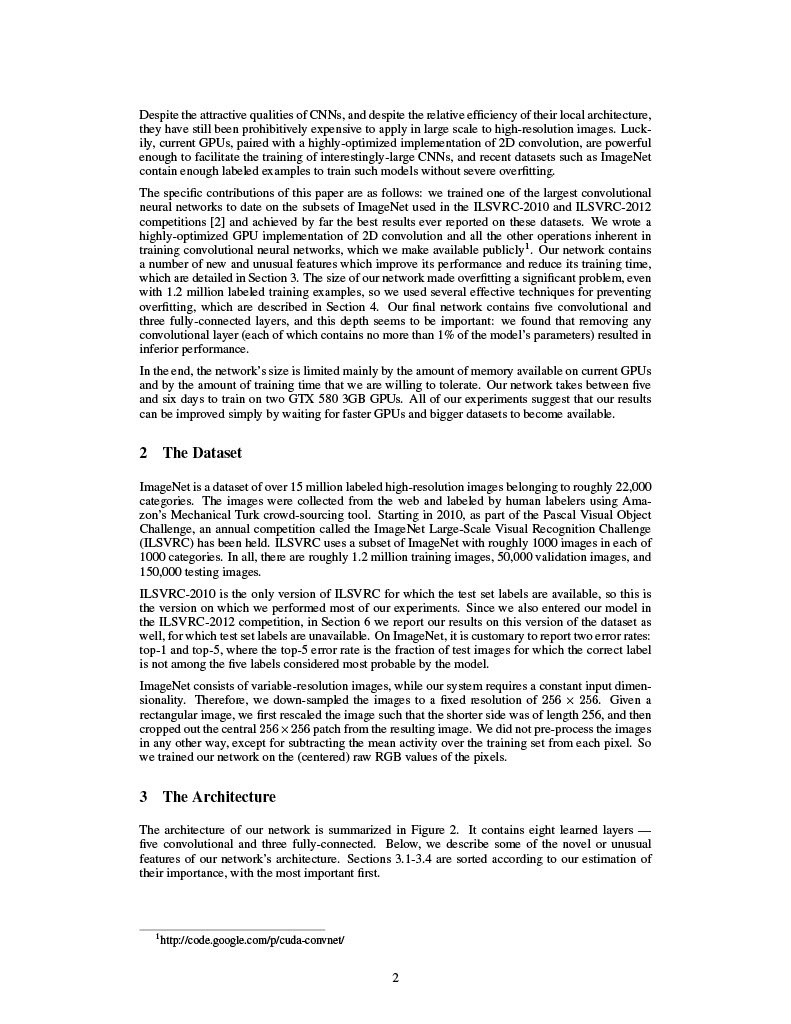 Despite the attractive qualities of CNNs, and despite the relative efficiency of their local architecture,
they have still been prohibitively expensive to apply in large scale to high-resolution images. Luck-
ily, current GPUs, paired with a highly-optimized implementation of 2D convolution, are powerful
enough to facilitate the training of interestingly-large CNNs, and recent datasets such as ImageNet
contain enough labeled examples to train such models without severe overfitting.
The specific contributions of this paper are as follows: we trained one of the largest convolutional
neural networks to date on the subsets of ImageNet used in the ILSVRC-2010 and ILSVRC-2012
competitions [2] and achieved by far the best results ever reported on these datasets. We wrote a
highly-optimized GPU implementation of 2D convolution and all the other operations inherent in
training convolutional neural networks, which we make available publicly¹. Our network contains
a number of new and unusual features which improve its performance and reduce its training time,
which are detailed in Section 3. The size of our network made overfitting a significant problem, even
with 1.2 million labeled training examples, so we used several effective techniques for preventing
overfitting, which are described in Section 4. Our final network contains five convolutional and
three fully-connected layers, and this depth seems to be important: we found that removing any
convolutional layer (each of which contains no more than 1% of the model's parameters) resulted in
inferior performance.
In the end, the network's size is limited mainly by the amount of memory available on current GPUs
and by the amount of training time that we are willing to tolerate. Our network takes between five
and six days to train on two GTX 580 3GB GPUs. All of our experiments suggest that our results
can be improved simply by waiting for faster GPUs and bigger datasets to become available.
2 The Dataset
ImageNet is a dataset of over 15 million labeled high-resolution images belonging to roughly 22,000
categories. The images were collected from the web and labeled by human labelers using Ama-
zon's Mechanical Turk crowd-sourcing tool. Starting in 2010, as part of the Pascal Visual Object
Challenge, an annual competition called the ImageNet Large-Scale Visual Recognition Challenge
(ILSVRC) has been held. ILSVRC uses a subset of ImageNet with roughly 1000 images in each of
1000 categories. In all, there are roughly 1.2 million training images, 50,000 validation images, and
150,000 testing images.
ILSVRC-2010 is the only version of ILSVRC for which the test set labels are available, so this is
the version on which we performed most of our experiments. Since we also entered our model in
the ILSVRC-2012 competition, in Section 6 we report our results on this version of the dataset as
well, for which test set labels are unavailable. On ImageNet, it is customary to report two error rates:
top-1 and top-5, where the top-5 error rate is the fraction of test images for which the correct label
is not among the five labels considered most probable by the model.
ImageNet consists of variable-resolution images, while our system requires a constant input dimen-
sionality. Therefore, we down-sampled the images to a fixed resolution of 256 × 256. Given a
rectangular image, we first rescaled the image such that the shorter side was of length 256, and then
cropped out the central 256×256 patch from the resulting image. We did not pre-process the images
in any other way, except for subtracting the mean activity over the training set from each pixel. So
we trained our network on the (centered) raw RGB values of the pixels.
3 The Architecture
The architecture of our network is summarized in Figure 2. It contains eight learned layers —
five convolutional and three fully-connected. Below, we describe some of the novel or unusual
features of our network's architecture. Sections 3.1-3.4 are sorted according to our estimation of
their importance, with the most important first.
¹http://code.google.com/p/cuda-convnet/
2